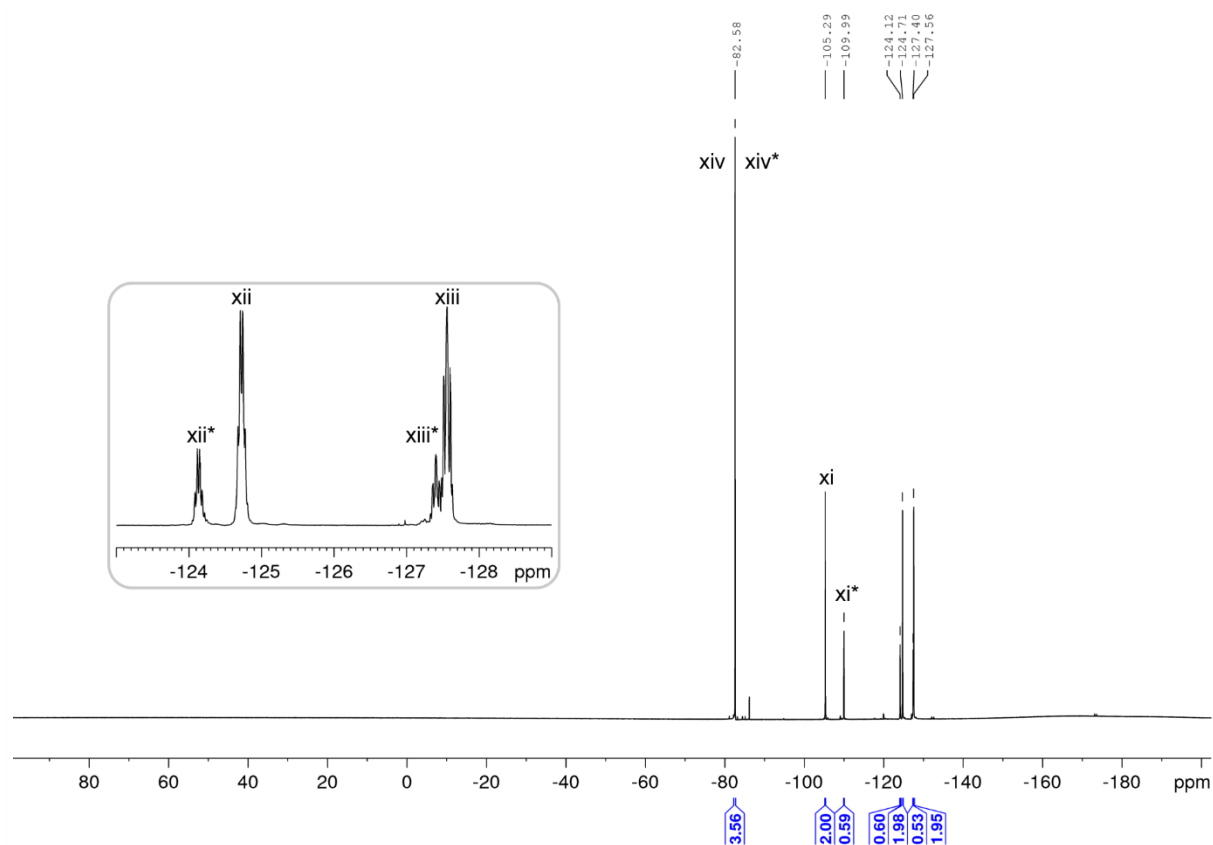 -82.58
-105.29
-109.99
-124.12
-124.71
-127.40
-127.56
xiv xiv*
xii xiii
xii* xiii*
-124 -125 -126 -127 -128 ppm
xi
xi*
80 60 40 20 0 -20 -40 -60 -80 -100 -120 -140 -160 -180 ppm
3.56
2.00
0.59
0.60
1.98
0.53
1.95